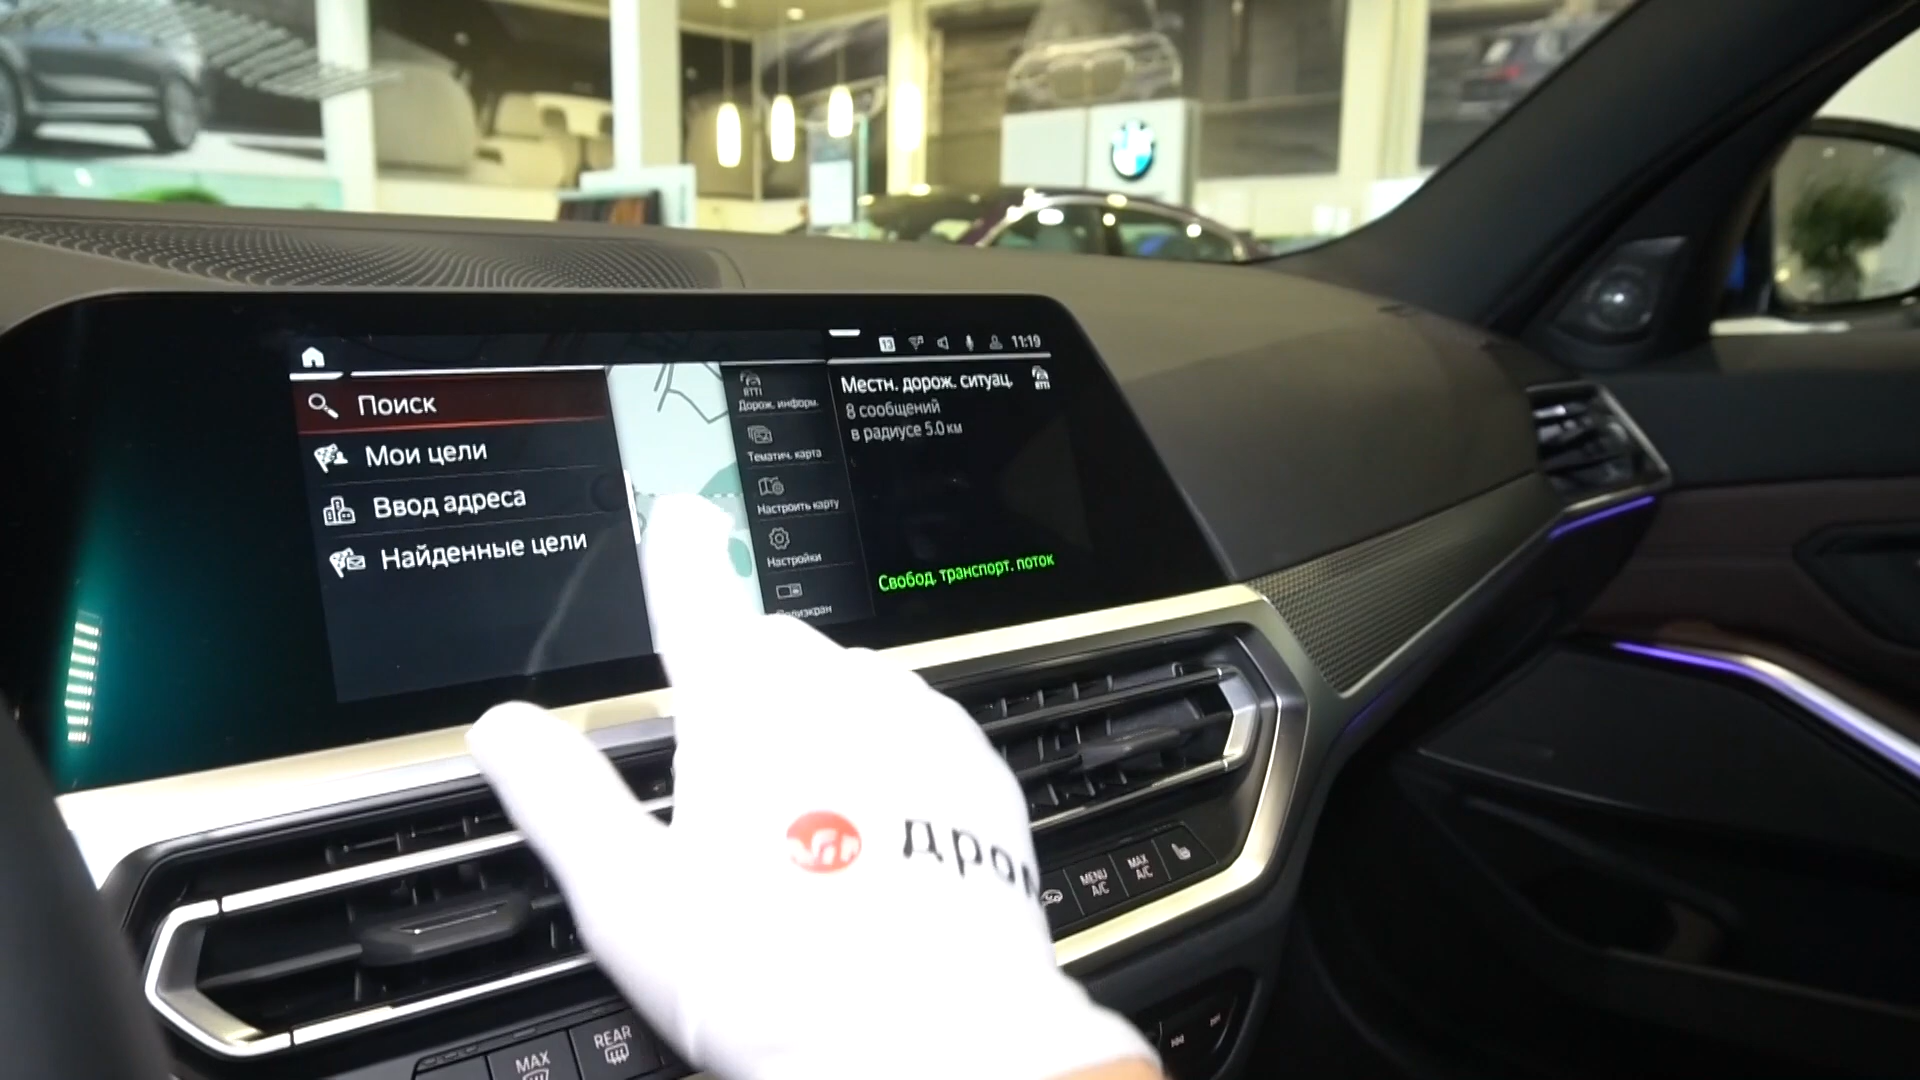 13
11:19
Поиск
Мои цели
Ввод адреса
Найденные цели
RTTI
Дорож. информ.
Тематич. карта
Настроить карту
Настройки
Местн. дорож. ситуац.
RTTI
8 сообщений
в радиусе 5.0 км
Свобод. транспорт. поток
MENU
A/C
MAX
A/C
MAX
REAR